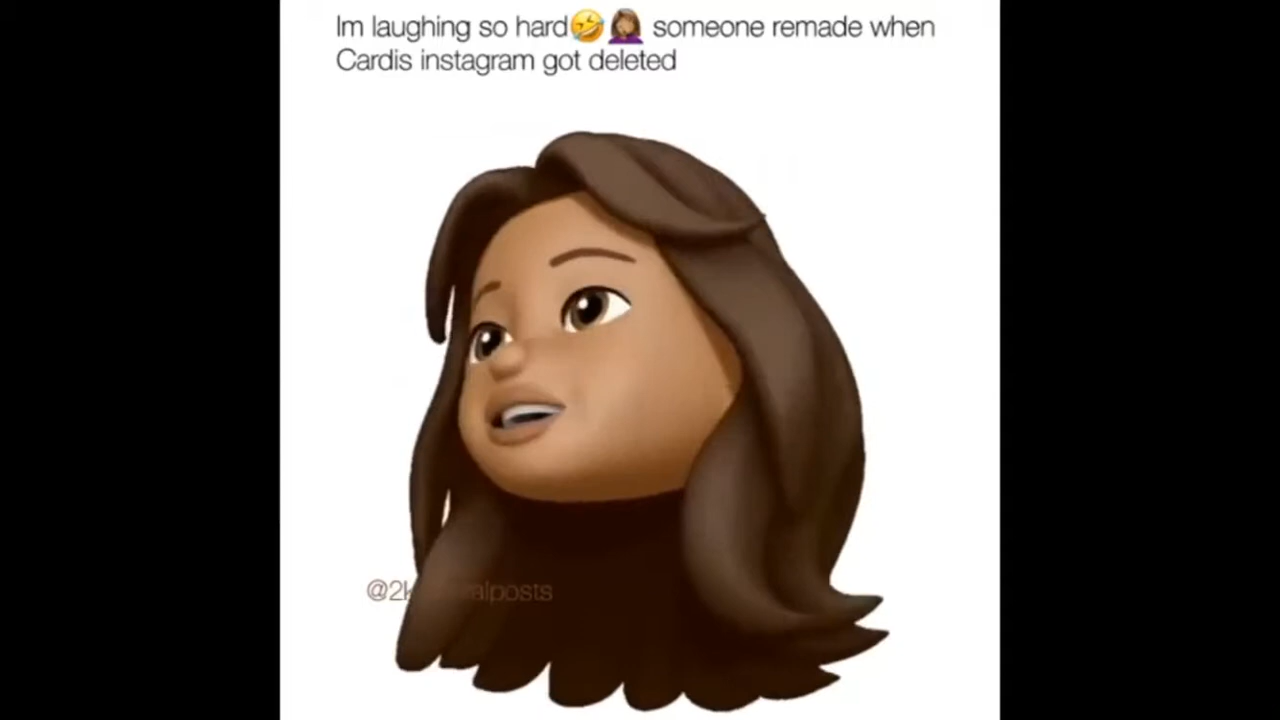 Im laughing so hard🤣🤦🏽‍♀️ someone remade when
Cardis instagram got deleted